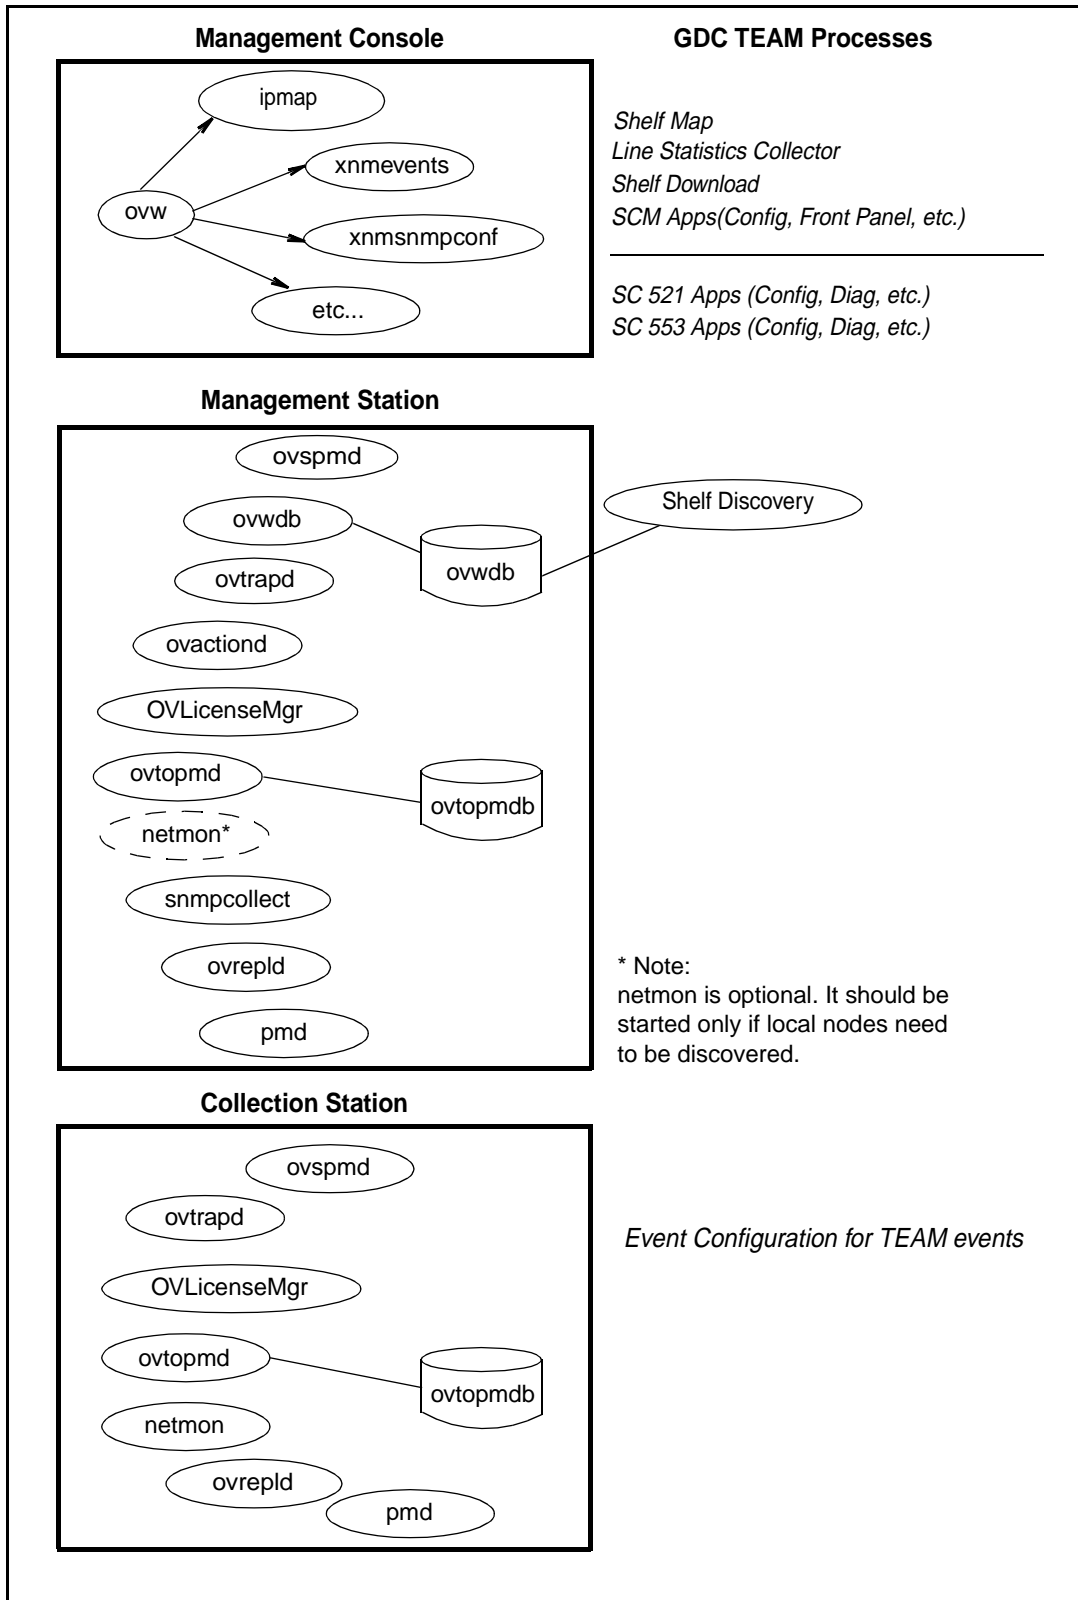 Management Console
GDC TEAM Processes
ipmap
xnmevents
ovw
xnmsnmpconf
etc...
Shelf Map
Line Statistics Collector
Shelf Download
SCM Apps(Config, Front Panel, etc.)
SC 521 Apps (Config, Diag, etc.)
SC 553 Apps (Config, Diag, etc.)
Management Station
ovspmd
ovwdb
ovwdb
Shelf Discovery
ovtrapd
ovactiond
OVLicenseMgr
ovtopmd
ovtopmdb
netmon*
snmpcollect
ovrepld
pmd
* Note:
netmon is optional. It should be
started only if local nodes need
to be discovered.
Collection Station
ovspmd
ovtrapd
OVLicenseMgr
ovtopmd
ovtopmdb
netmon
ovrepld
pmd
Event Configuration for TEAM events